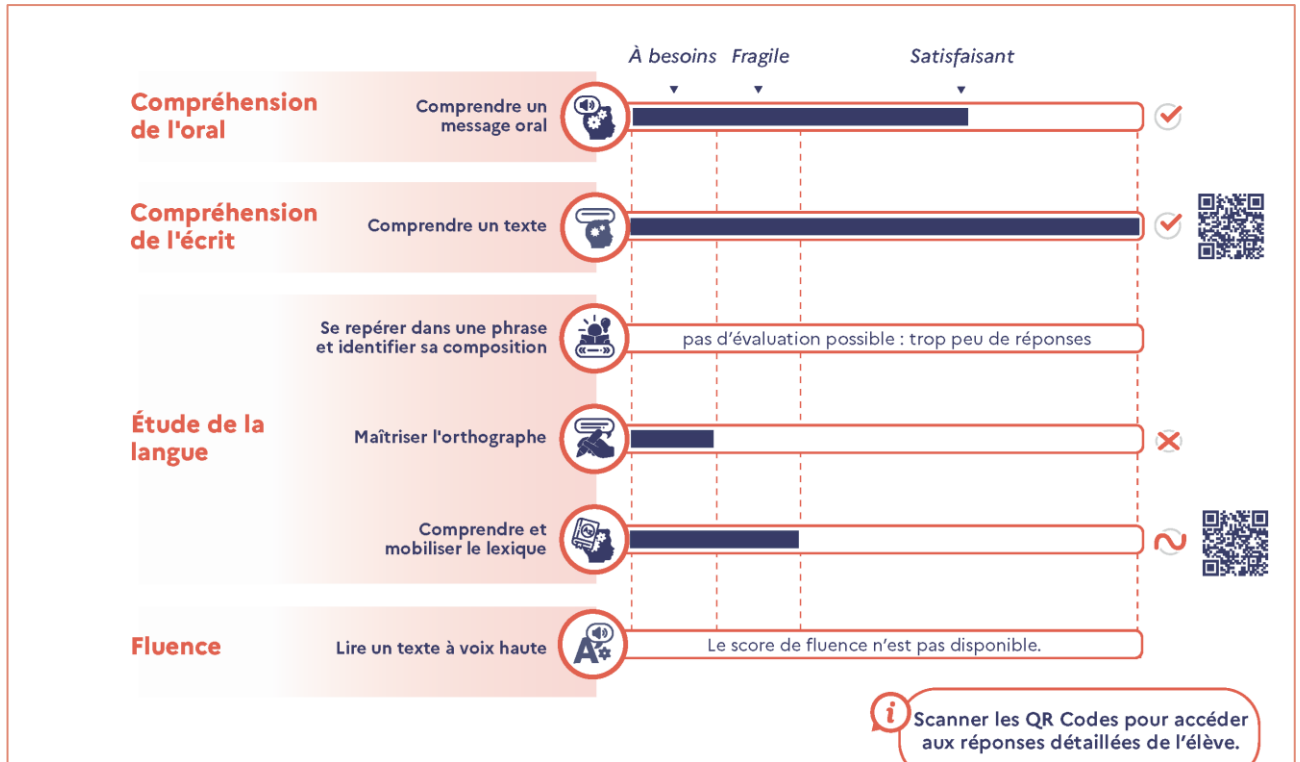 À besoins Fragile Satisfaisant
Compréhension
de l'oral
Comprendre un
message oral
Compréhension
de l'écrit
Comprendre un texte
Se repérer dans une phrase
et identifier sa composition
pas d'évaluation possible : trop peu de réponses
Étude de la
langue
Maîtriser l'orthographe
Comprendre et
mobiliser le lexique
Fluence
Lire un texte à voix haute
A
Le score de fluence n'est pas disponible.
i
Scanner les QR Codes pour accéder
aux réponses détaillées de l'élève.